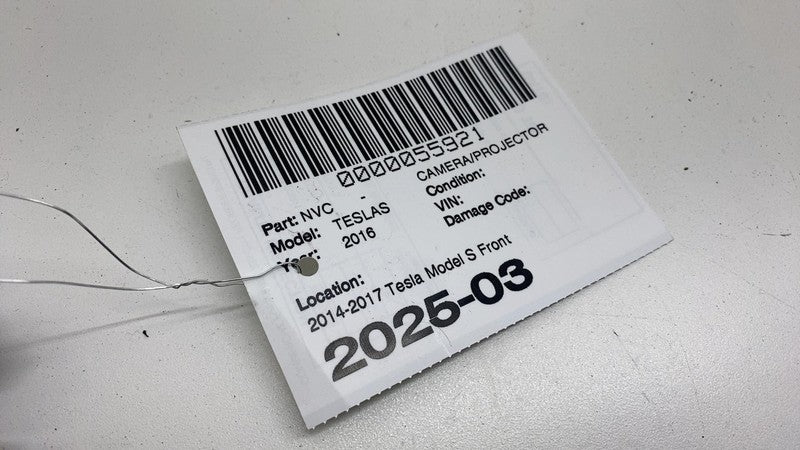 0000055921
Part: NVC - CAMERA/PROJECTOR
Model: TESLAS Condition:
Year: 2016 VIN:
Damage Code:
Location:
2014-2017 Tesla Model S Front
2025-03